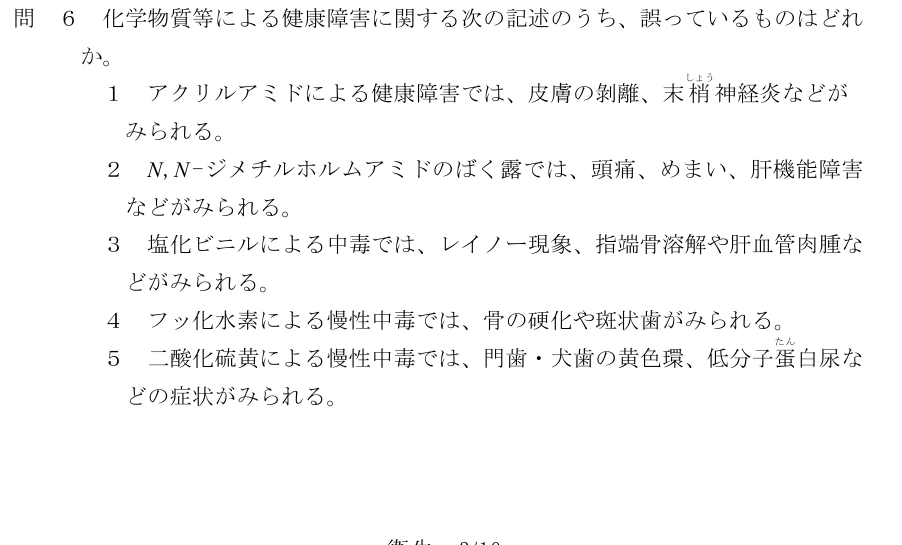 問 6 化学物質等による健康障害に関する次の記述のうち、誤っているものはどれ
か。
1 アクリルアミドによる健康障害では、皮膚の剝離、末梢しょう神経炎などが
みられる。
2 N,N-ジメチルホルムアミドのばく露では、頭痛、めまい、肝機能障害
などがみられる。
3 塩化ビニルによる中毒では、レイノー現象、指端骨溶解や肝血管肉腫な
どがみられる。
4 フッ化水素による慢性中毒では、骨の硬化や斑状歯がみられる。
5 二酸化硫黄による慢性中毒では、門歯・犬歯の黄色環、低分子蛋たん白尿な
どの症状がみられる。